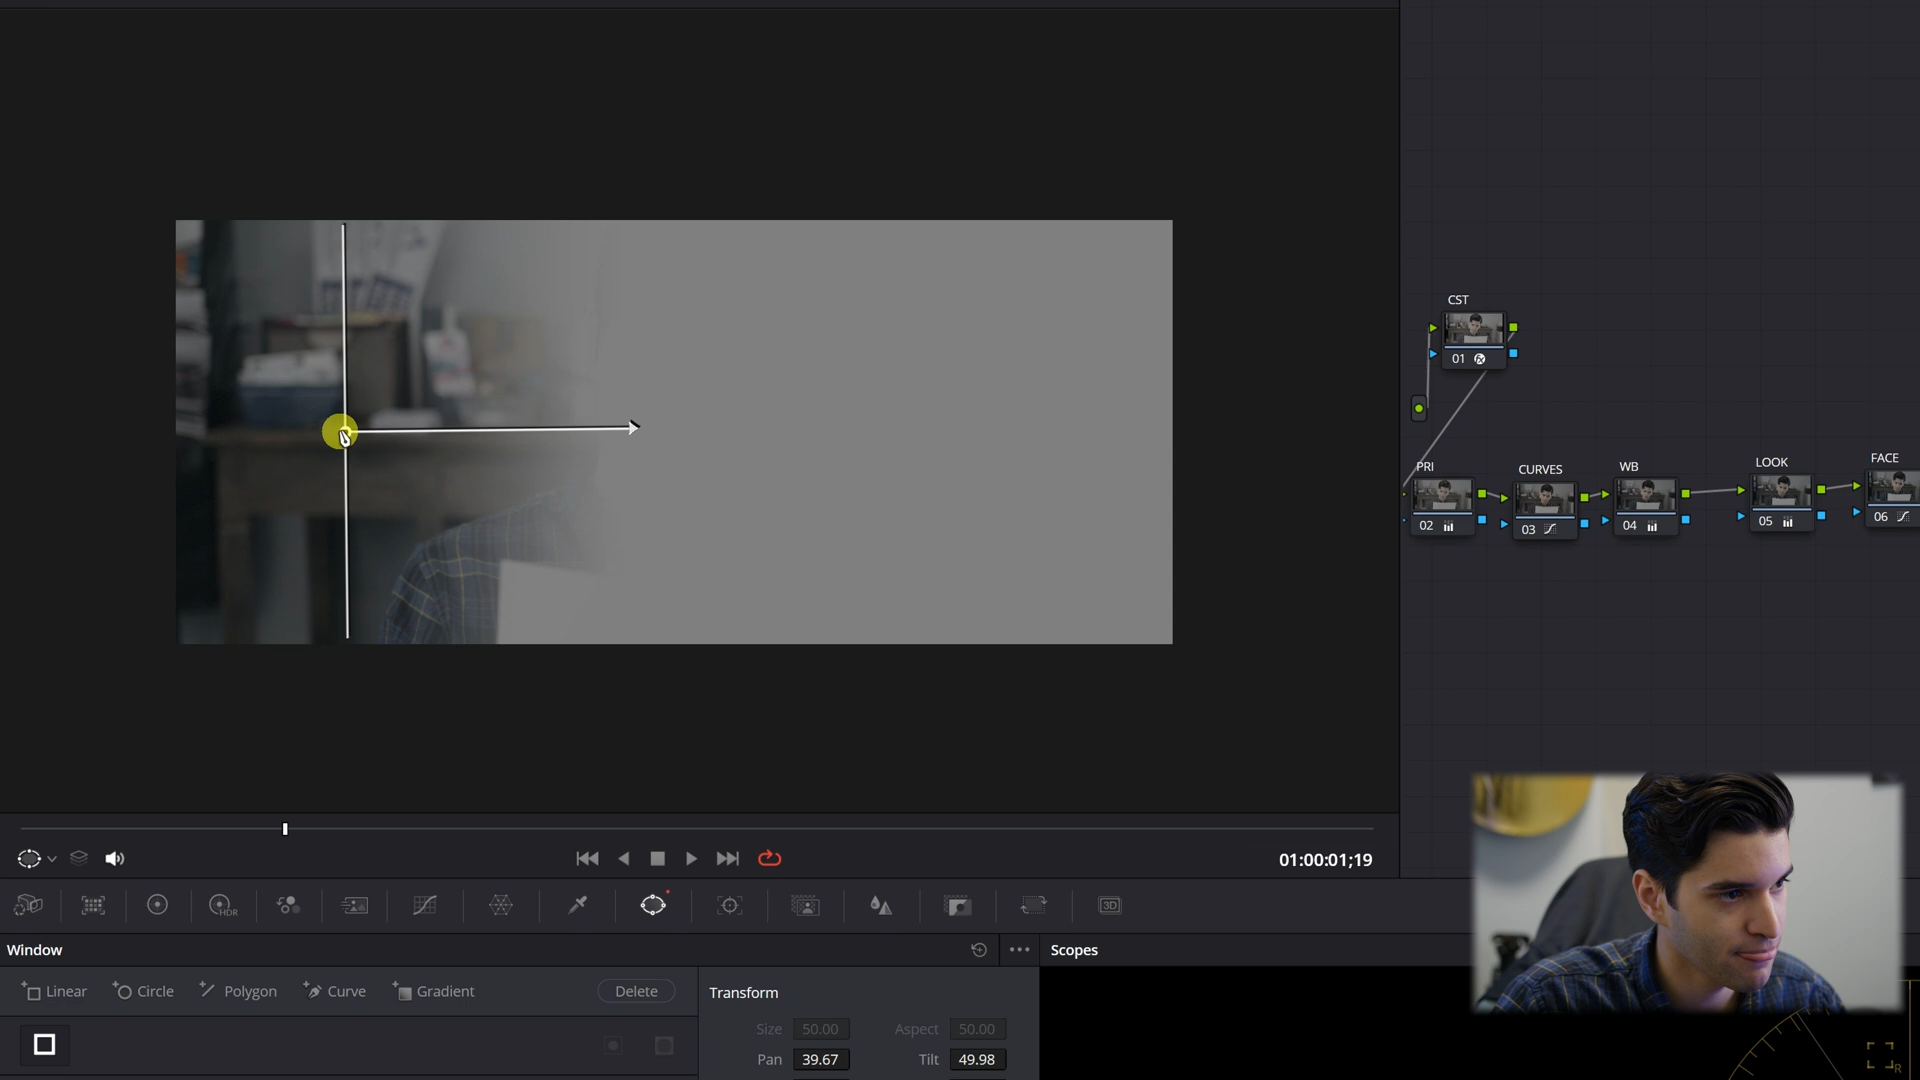 CST
01
PRI
CURVES
WB
LOOK
FACE
02
03
04
05
06
01:00:01;19
HDR
3D
Window
Scopes
Linear
Circle
Polygon
Curve
Gradient
Delete
Transform
Size 50.00 Aspect 50.00
Pan 39.67 Tilt 49.98
R